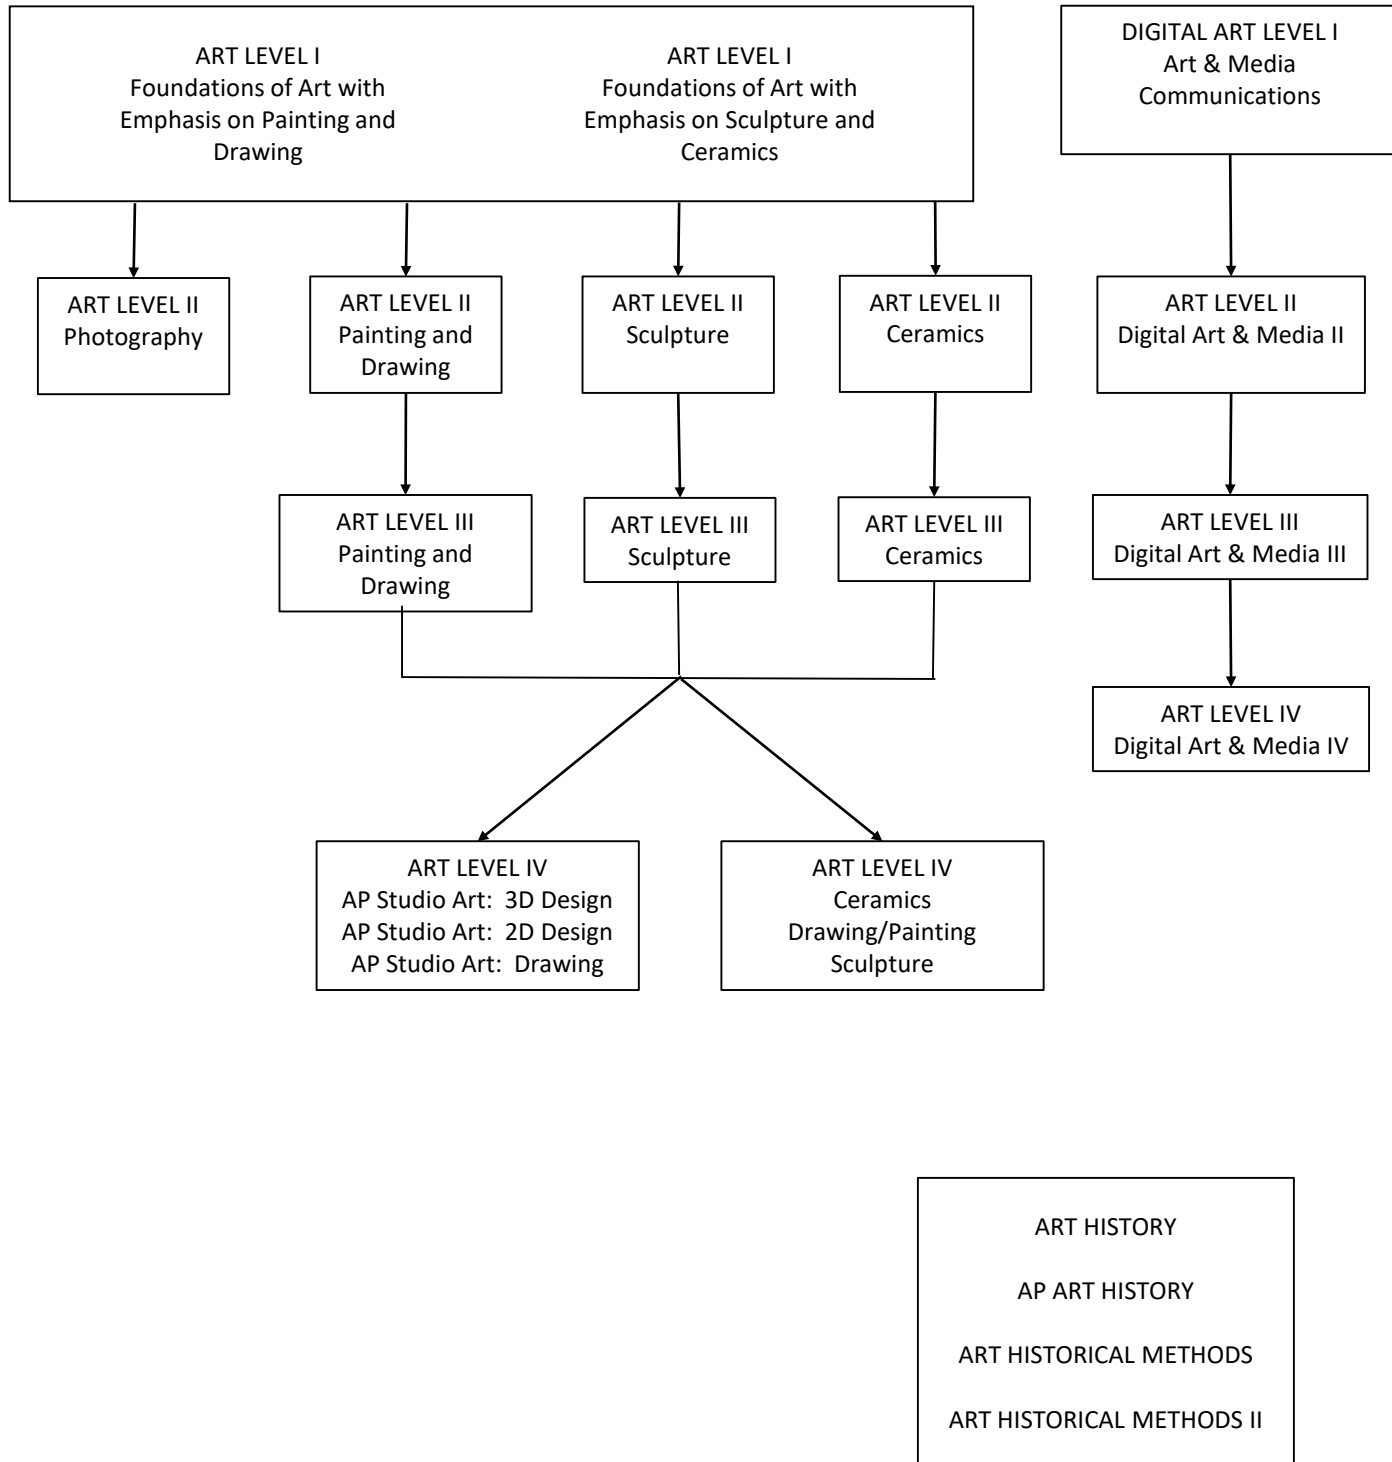 ART LEVEL I
Foundations of Art with
Emphasis on Painting and
Drawing
ART LEVEL I
Foundations of Art with
Emphasis on Sculpture and
Ceramics
DIGITAL ART LEVEL I
Art & Media
Communications
ART LEVEL II
Photography
ART LEVEL II
Painting and
Drawing
ART LEVEL II
Sculpture
ART LEVEL II
Ceramics
ART LEVEL II
Digital Art & Media II
ART LEVEL III
Painting and
Drawing
ART LEVEL III
Sculpture
ART LEVEL III
Ceramics
ART LEVEL III
Digital Art & Media III
ART LEVEL IV
Digital Art & Media IV
ART LEVEL IV
AP Studio Art:  3D Design
AP Studio Art:  2D Design
AP Studio Art:  Drawing
ART LEVEL IV
Ceramics
Drawing/Painting
Sculpture
ART HISTORY
AP ART HISTORY
ART HISTORICAL METHODS
ART HISTORICAL METHODS II